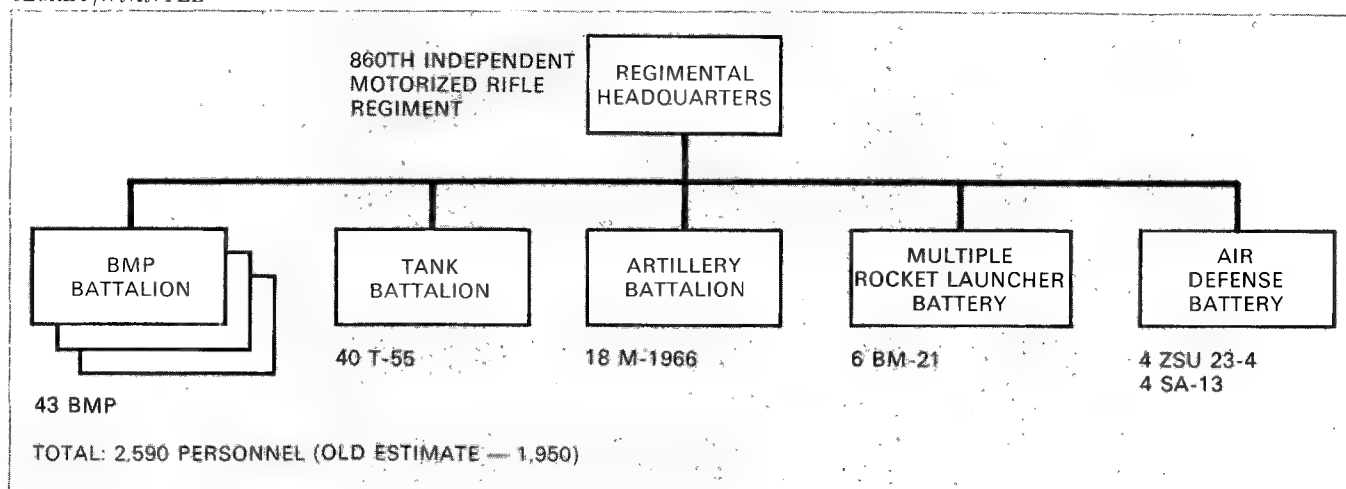 860TH INDEPENDENT
MOTORIZED RIFLE
REGIMENT
REGIMENTAL
HEADQUARTERS
BMP
BATTALION
TANK
BATTALION
ARTILLERY
BATTALION
MULTIPLE
ROCKET LAUNCHER
BATTERY
AIR
DEFENSE
BATTERY
43 BMP
40 T-55
18 M-1966
6 BM-21
4 ZSU 23-4
4 SA-13
TOTAL: 2,590 PERSONNEL (OLD ESTIMATE — 1,950)